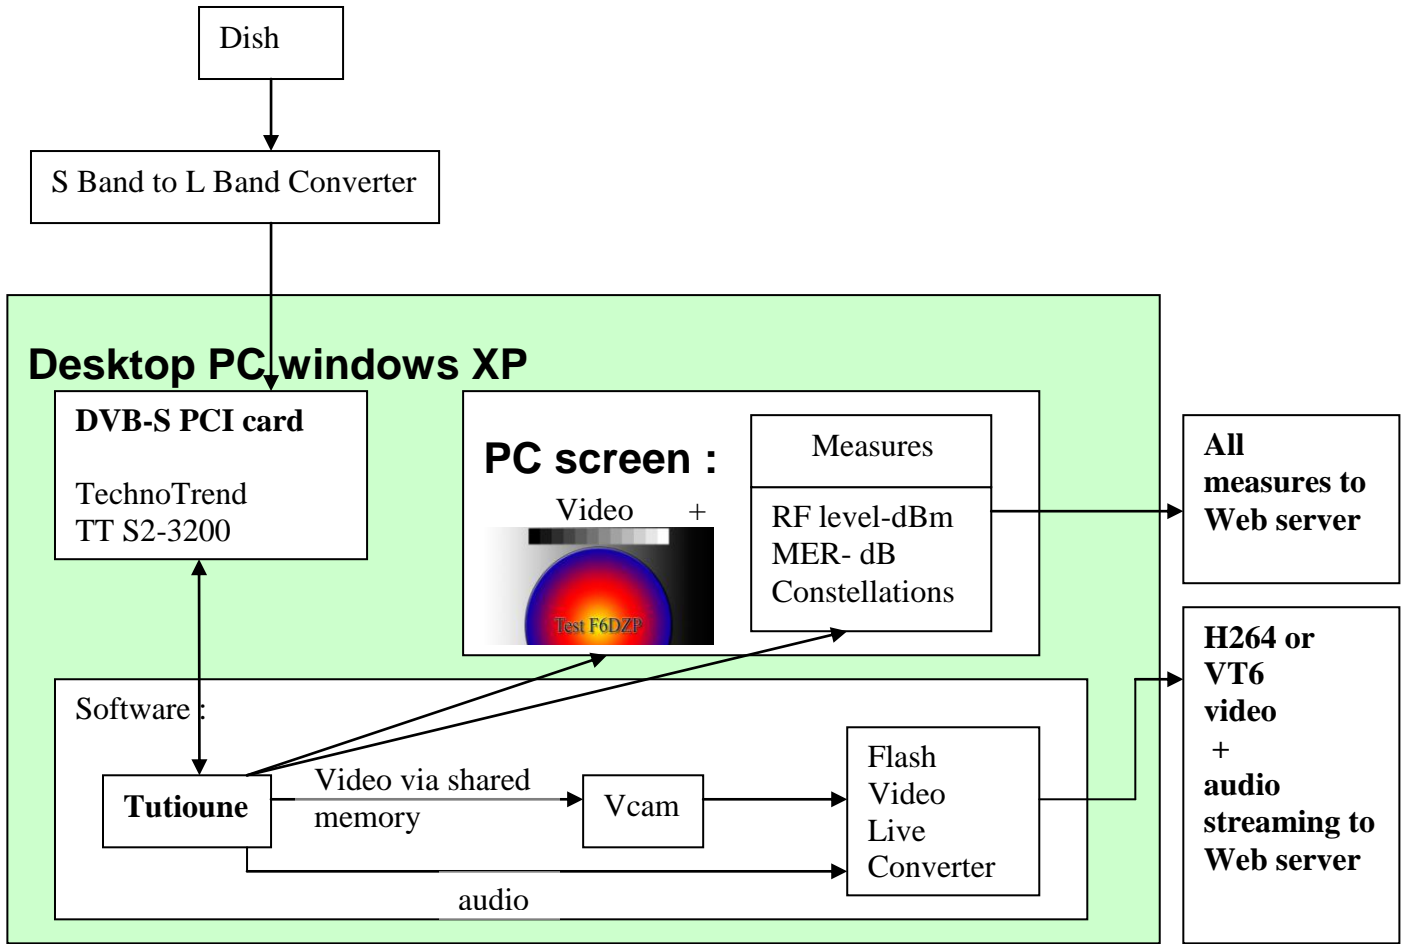 Dish
S Band to L Band Converter
Desktop PC windows XP
DVB-S PCI card
TechnoTrend
TT S2-3200
PC screen :
Video +
Test F6DZP
Measures
RF level-dBm
MER- dB
Constellations
All
measures to
Web server
Software :
Tutioune
Video via shared
memory
Vcam
audio
Flash
Video
Live
Converter
H264 or
VT6
video
+
audio
streaming to
Web server